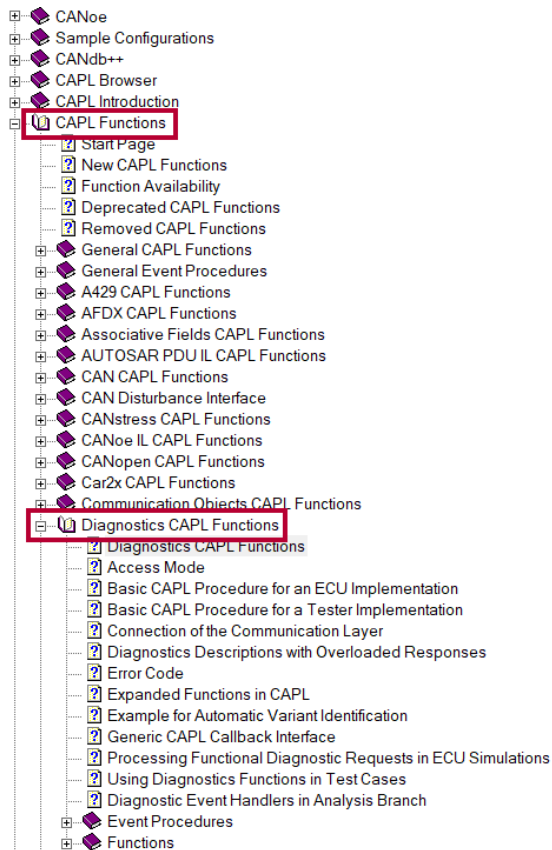 CANoe
Sample Configurations
CANdb++
CAPL Browser
CAPL Introduction
CAPL Functions
Start Page
New CAPL Functions
Function Availability
Deprecated CAPL Functions
Removed CAPL Functions
General CAPL Functions
General Event Procedures
A429 CAPL Functions
AFDX CAPL Functions
Associative Fields CAPL Functions
AUTOSAR PDU IL CAPL Functions
CAN CAPL Functions
CAN Disturbance Interface
CANstress CAPL Functions
CANoe IL CAPL Functions
CANopen CAPL Functions
Car2x CAPL Functions
Communication Objects CAPL Functions
Diagnostics CAPL Functions
Diagnostics CAPL Functions
Access Mode
Basic CAPL Procedure for an ECU Implementation
Basic CAPL Procedure for a Tester Implementation
Connection of the Communication Layer
Diagnostics Descriptions with Overloaded Responses
Error Code
Expanded Functions in CAPL
Example for Automatic Variant Identification
Generic CAPL Callback Interface
Processing Functional Diagnostic Requests in ECU Simulations
Using Diagnostics Functions in Test Cases
Diagnostic Event Handlers in Analysis Branch
Event Procedures
Functions